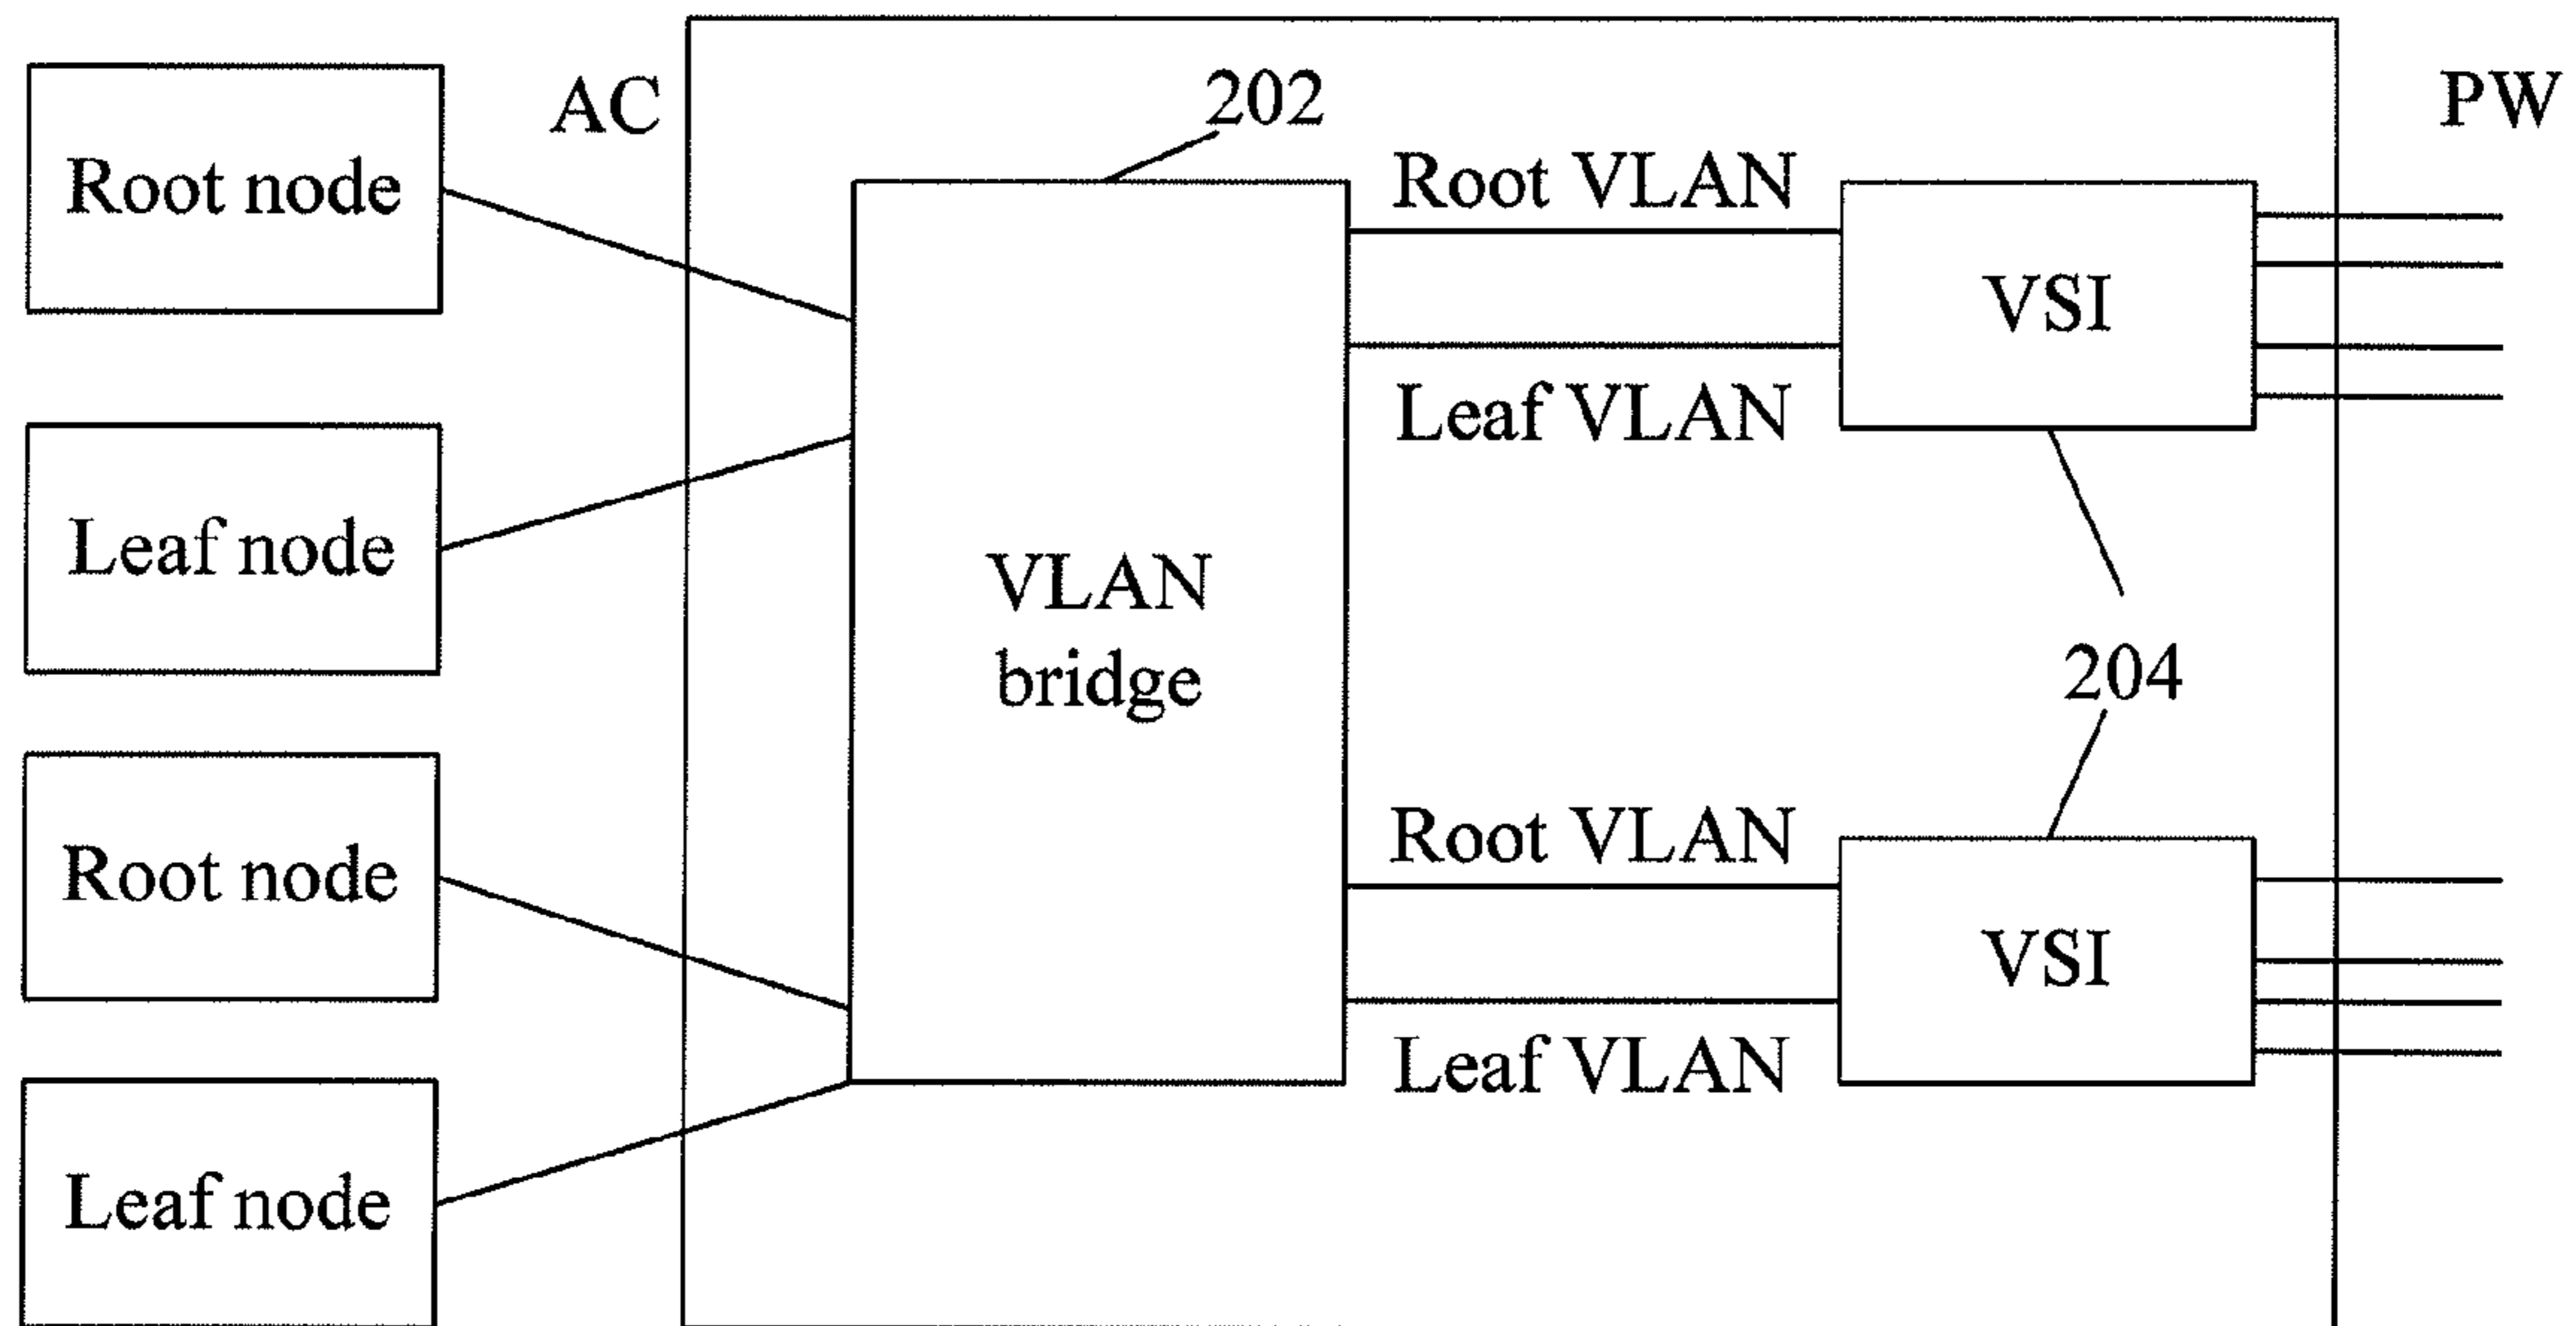 AC
202
PW
Root node
Root VLAN
VSI
Leaf VLAN
Leaf node
VLAN
bridge
204
Root node
Root VLAN
VSI
Leaf VLAN
Leaf node